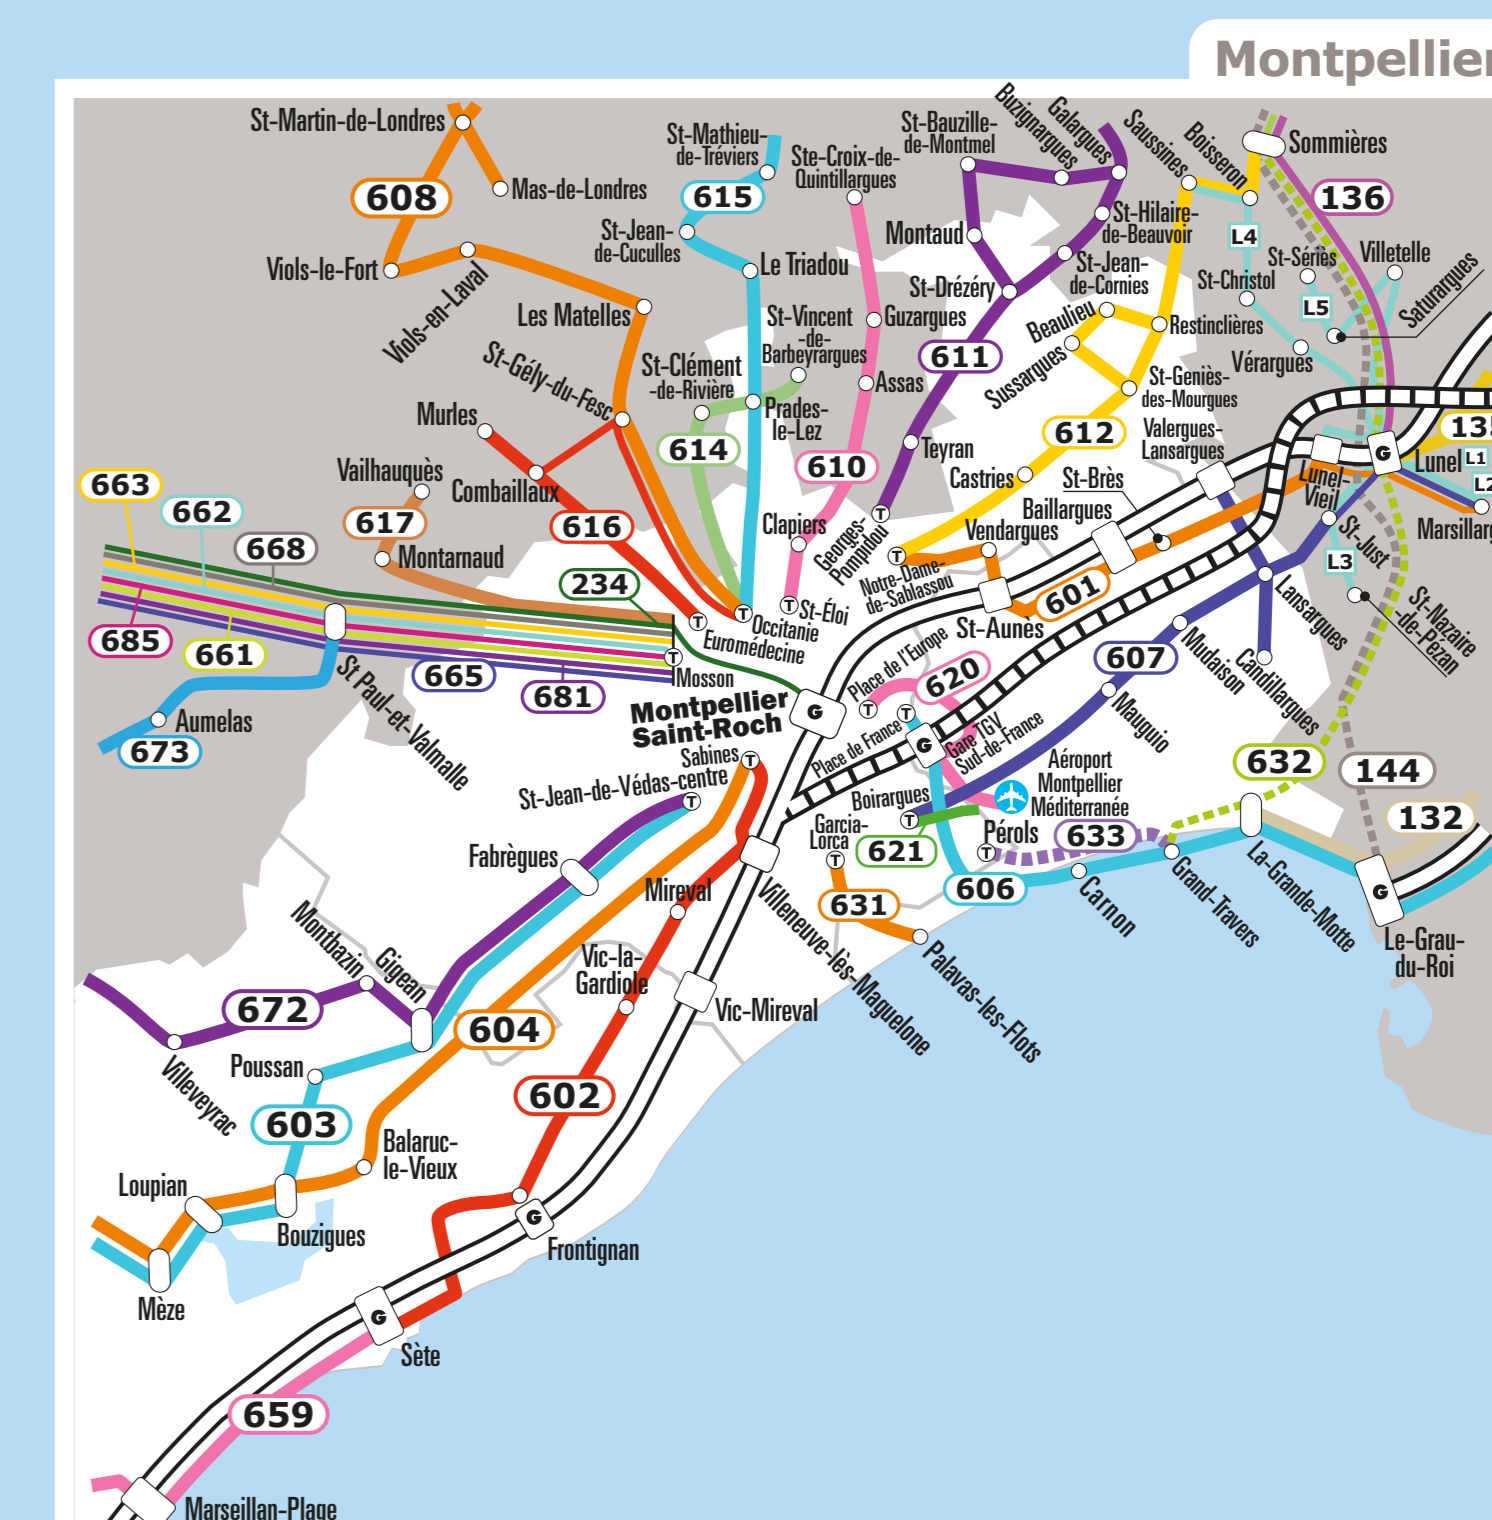 Montpellier
St-Martin-de-Londres
608
Mas-de-Londres
Viols-le-Fort
Viols-en-Laval
Les Matelles
St-Gély-du-Fesc
St-Mathieu-
de-Tréviers
615
St-Jean-
de-Cuculles
Le Triadou
Ste-Croix-de-
Quintillargues
St-Vincent
-de-
Barbeyrargues
St-Clément
-de-Rivière
Prades-
le-Lez
614
Guzargues
Assas
610
Clapiers
St-Éloi
St-Bauzille-
de-Montmel
Buzignargues
Galargues
Montaud
St-Hilaire-
de-Beauvoir
St-Jean-
de-Cornies
St-Drézéry
611
Teyran
Georges-
Pompidou
Saussines
Boisseron
Sommières
136
L4
St-Christol
St-Sériès
Villetelle
L5
Saturargues
Vérargues
Beaulieu
Restinclières
Sussargues
St-Geniès-
des-Mourgues
612
Castries
Notre-Dame-
de-Sablassou
Valergues-
Lansargues
St-Brès
Baillargues
Vendargues
601
St-Aunès
Lunel-
Vieil
G
Lunel
L1
L2
135
Marsillarg
St-Just
L3
St-Nazaire
-de-Pézan
Lansargues
Candillargues
Mudaison
607
Mauguio
Murles
Combaillaux
616
Vailhauquès
617
Montarnaud
663
662
668
234
685
661
665
681
T
Euromédecine
T
Occitanie
T
T
T
T
Mosson
St Paul-et-Valmalle
Aumelas
673
Montpellier
Saint-Roch
G
Place de l'Europe
T
620
Place de France
T
G
Gare TGV
Sud-de-France
Aéroport
Montpellier
Méditerranée
Boirargues
T
621
Garcia-
Lorca
T
631
Palavas-les-Flots
Pérols
T
633
606
Carnon
Grand-Travers
632
144
132
La-Grande-Motte
G
Le-Grau-
du-Roi
Sabines
T
St-Jean-de-Védas-centre
T
Fabrègues
Mireval
Villeneuve-lès-Maguelone
Vic-la-
Gardiole
Vic-Mireval
Montbazin
Gigean
672
Villeveyrac
Poussan
604
603
602
Balaruc-
le-Vieux
Loupian
Bouzigues
Mèze
G
Frontignan
G
Sète
659
Marseillan-Plage